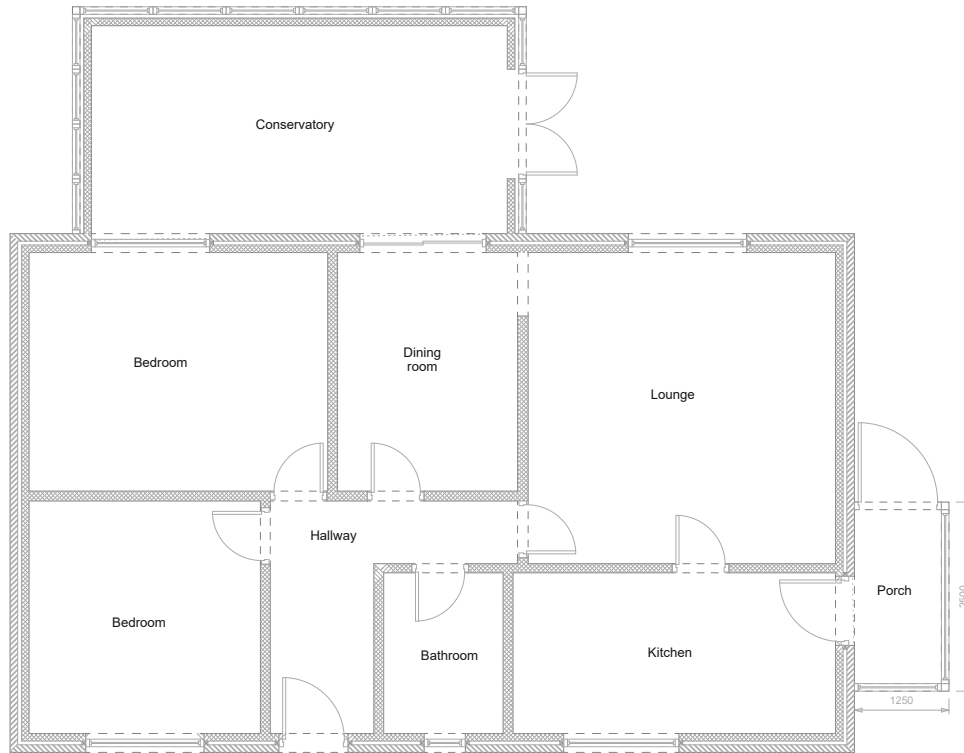 Conservatory
Bedroom
Dining
room
Lounge
Hallway
Bedroom
Bathroom
Kitchen
Porch
2500
1250